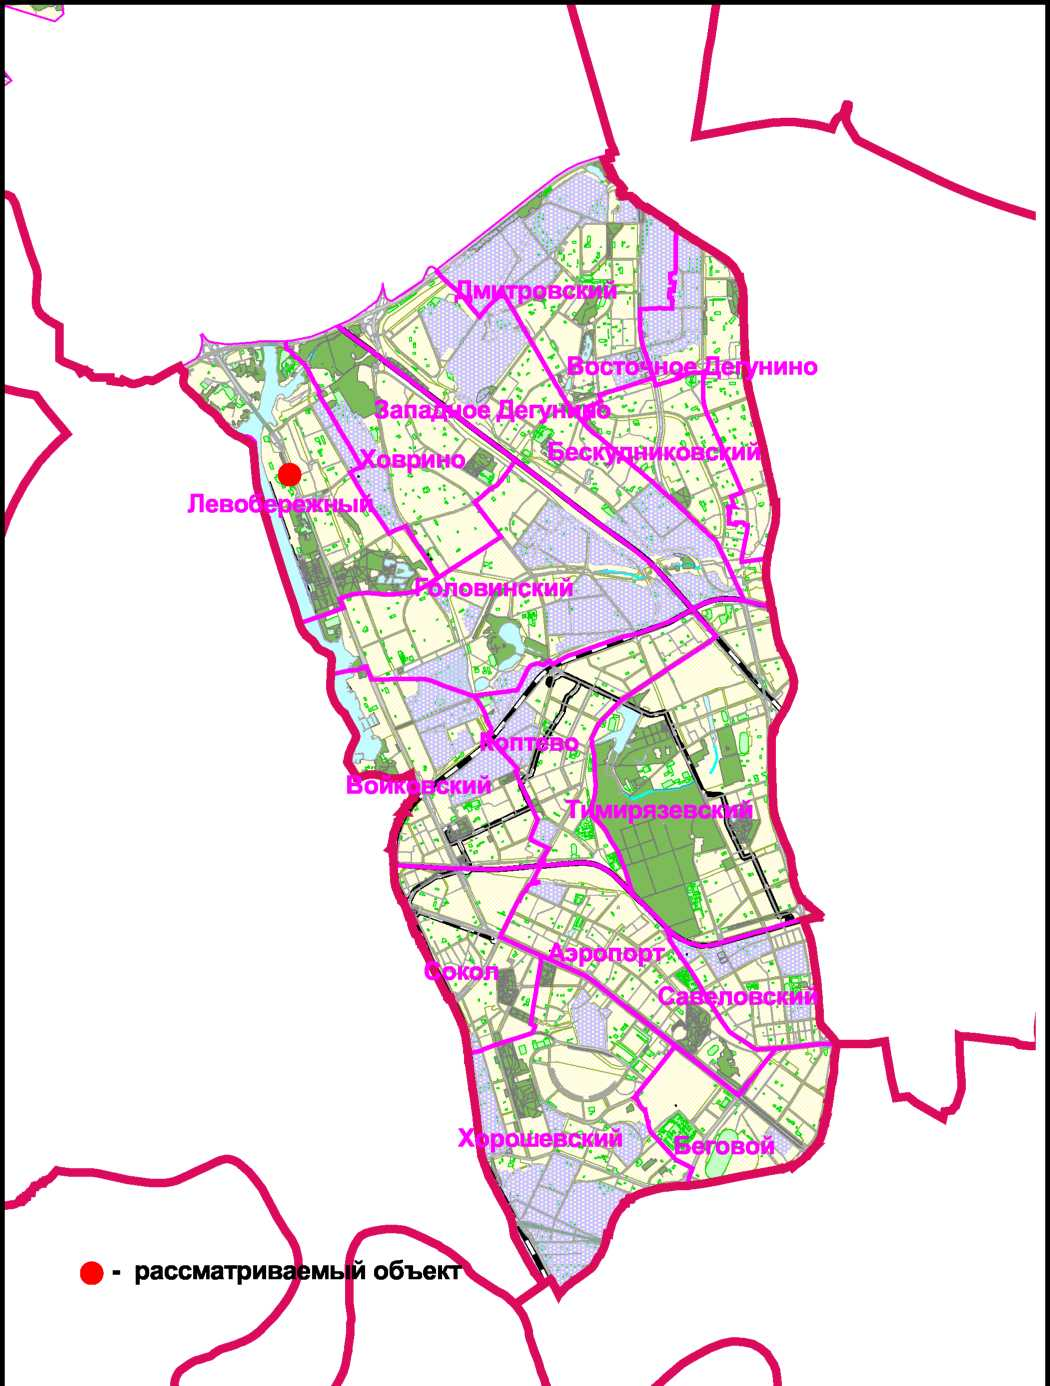 Дмитровский
Восточное Дегунино
Западное Дегунино
Бескудниковский
Ховрино
Левобережный
Головинский
Коптево
Войковский
Тимирязевский
Аэропорт
Сокол
Савеловский
Хорошевский
Беговой
- рассматриваемый объект